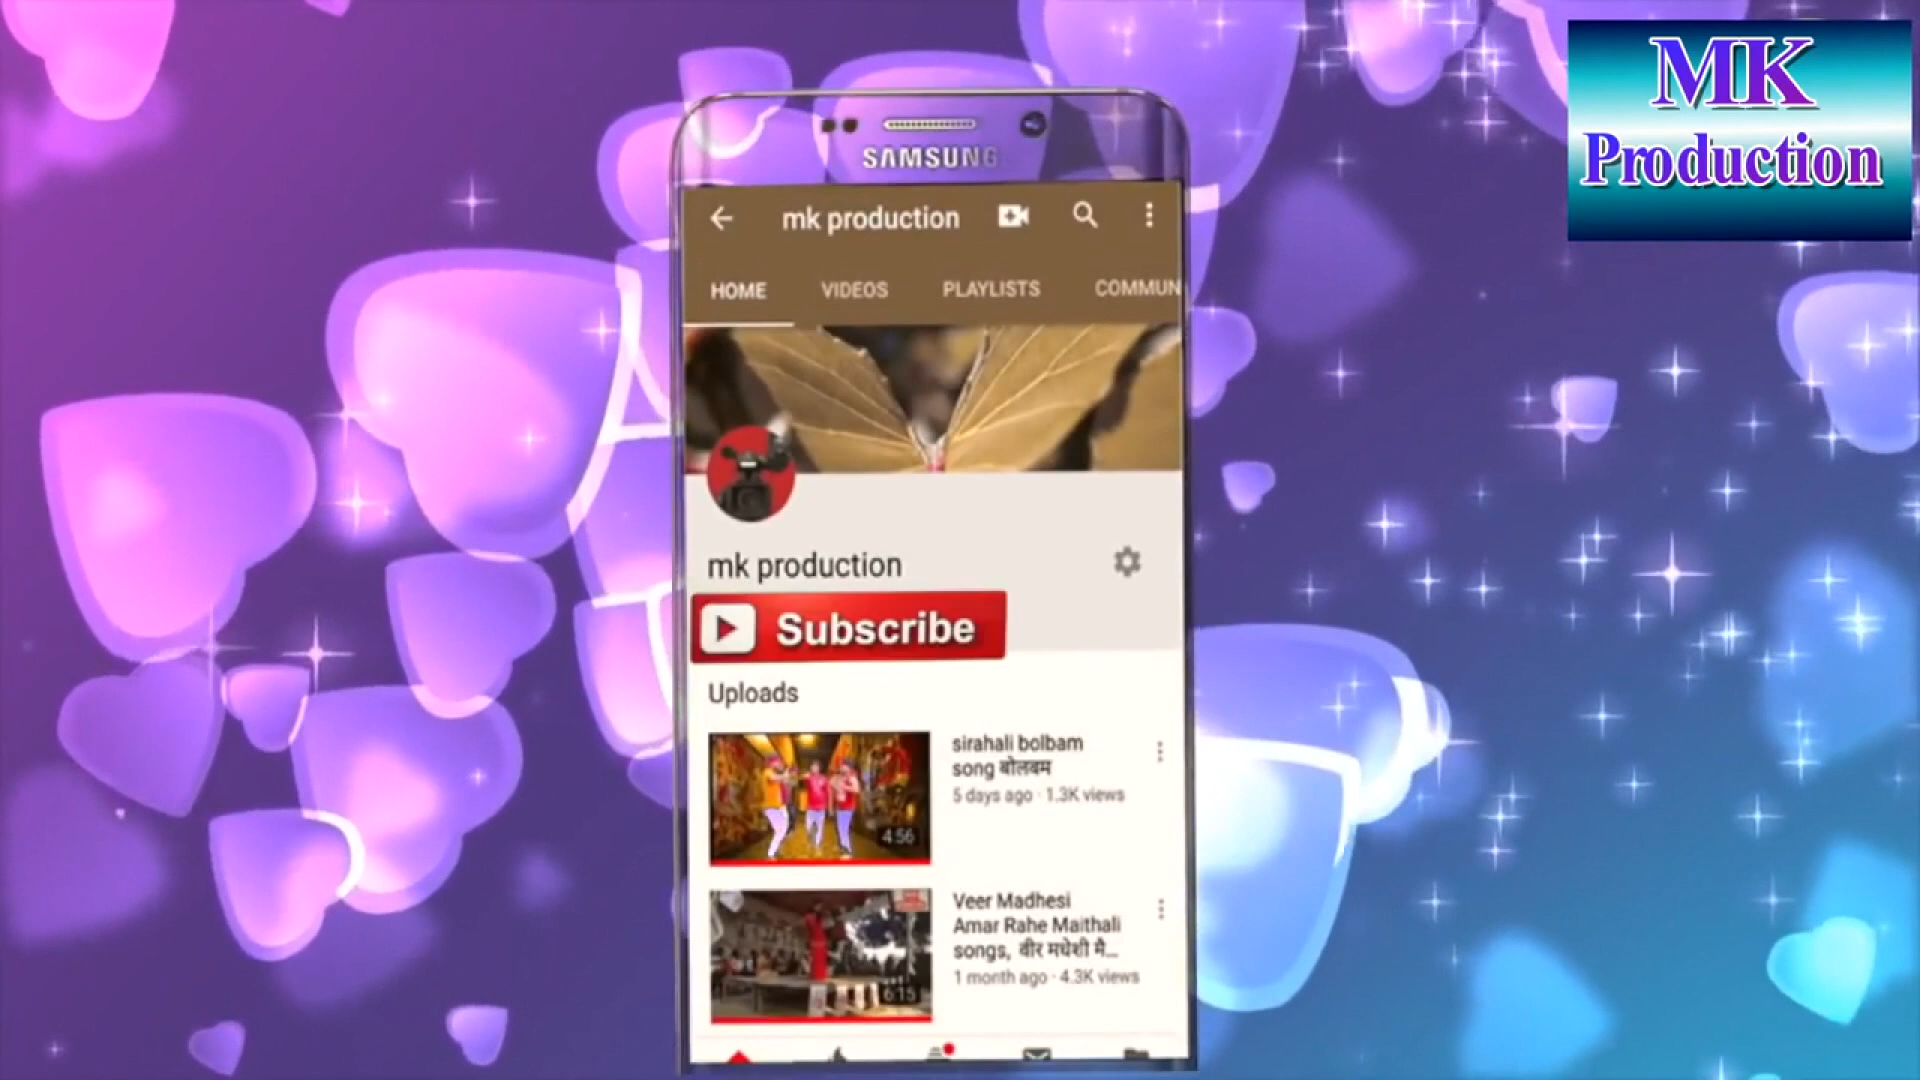 MK
Production
SAMSUNG
mk production
HOME VIDEOS PLAYLISTS COMMUN
mk production
Subscribe
Uploads
sirahali bolbam
song बोलबम
5 days ago · 1.3K views
4:56
Veer Madhesi
Amar Rahe Maithali
songs, वीर मधेशी मै...
1 month ago · 4.3K views
6:15